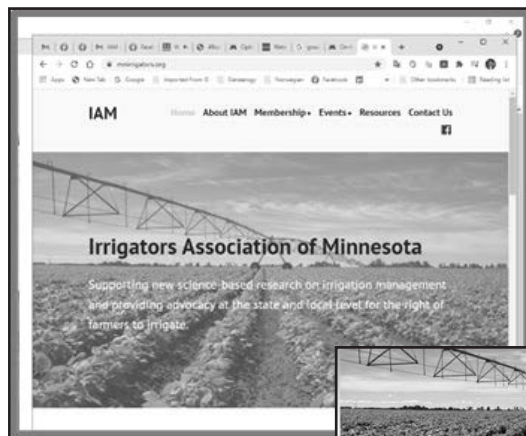 mnirrigators.org
Apps New Tab Google Imported From IE Genealogy Norwegian Facebook Other bookmarks Reading list
IAM
Home About IAM Membership Events Resources Contact Us
Irrigators Association of Minnesota
Supporting new science-based research on irrigation management
and providing advocacy at the state and local level for the right of
farmers to irrigate.